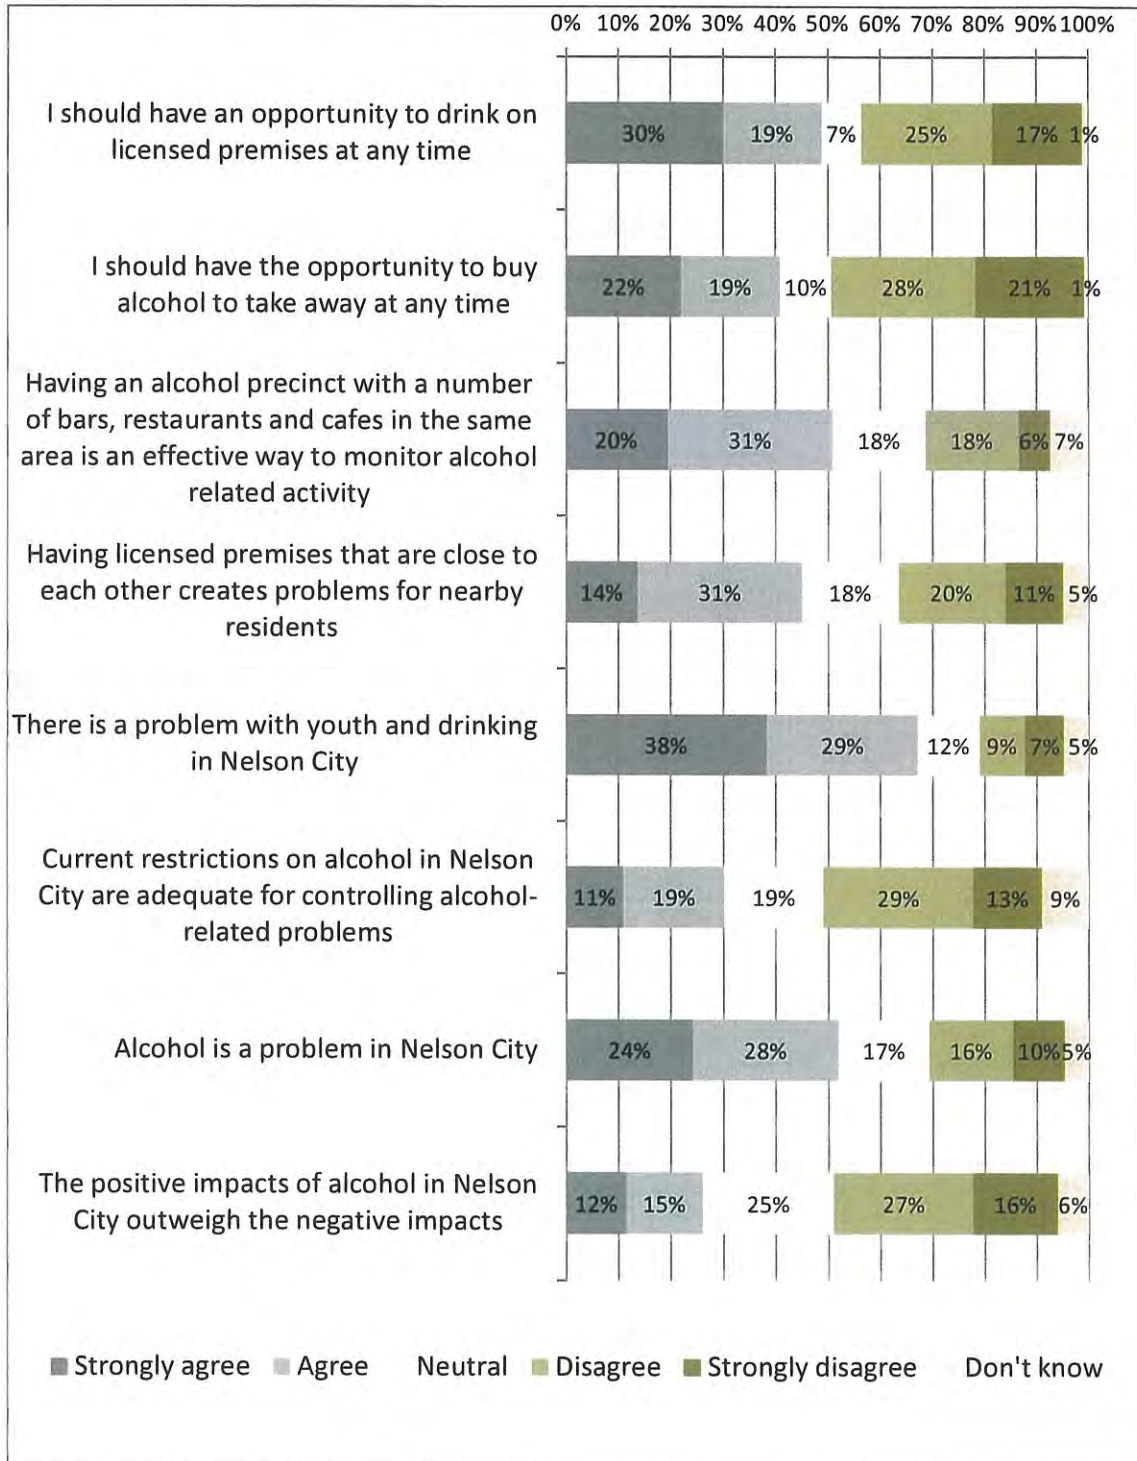 0% 10% 20% 30% 40% 50% 60% 70% 80% 90%100%
I should have an opportunity to drink on
licensed premises at any time
30% 19% 7% 25% 17% 1%
I should have the opportunity to buy
alcohol to take away at any time
22% 19% 10% 28% 21% 1%
Having an alcohol precinct with a number
of bars, restaurants and cafes in the same
area is an effective way to monitor alcohol
related activity
20% 31% 18% 18% 6% 7%
Having licensed premises that are close to
each other creates problems for nearby
residents
14% 31% 18% 20% 11% 5%
There is a problem with youth and drinking
in Nelson City
38% 29% 12% 9% 7% 5%
Current restrictions on alcohol in Nelson
City are adequate for controlling alcohol-
related problems
11% 19% 19% 29% 13% 9%
Alcohol is a problem in Nelson City
24% 28% 17% 16% 10% 5%
The positive impacts of alcohol in Nelson
City outweigh the negative impacts
12% 15% 25% 27% 16% 6%
Strongly agree Agree Neutral Disagree Strongly disagree Don't know